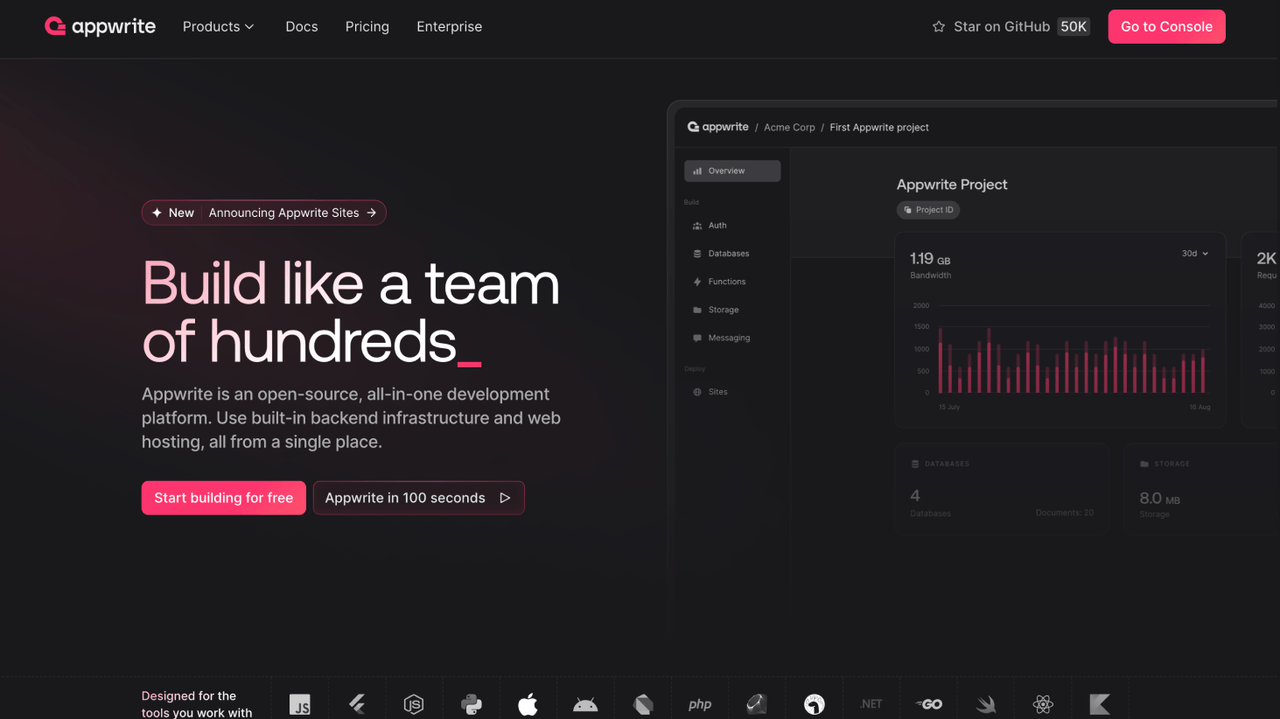 appwrite
Products
Docs
Pricing
Enterprise
Star on GitHub 50K
Go to Console
appwrite / Acme Corp / First Appwrite project
Overview
Build
Auth
Databases
Functions
Storage
Messaging
Deploy
Sites
Appwrite Project
Project ID
1.19 GB
Bandwidth
30d
2000
1500
1000
500
0
15 July
16 Aug
2K
Requ
4000
3000
2000
1000
0
DATABASES
4
Databases
Documents: 20
STORAGE
8.0 MB
Storage
New
Announcing Appwrite Sites
Build like a team
of hundreds_
Appwrite is an open-source, all-in-one development
platform. Use built-in backend infrastructure and web
hosting, all from a single place.
Start building for free
Appwrite in 100 seconds
Designed for the
tools you work with
JS
JS
php
.NET
GO